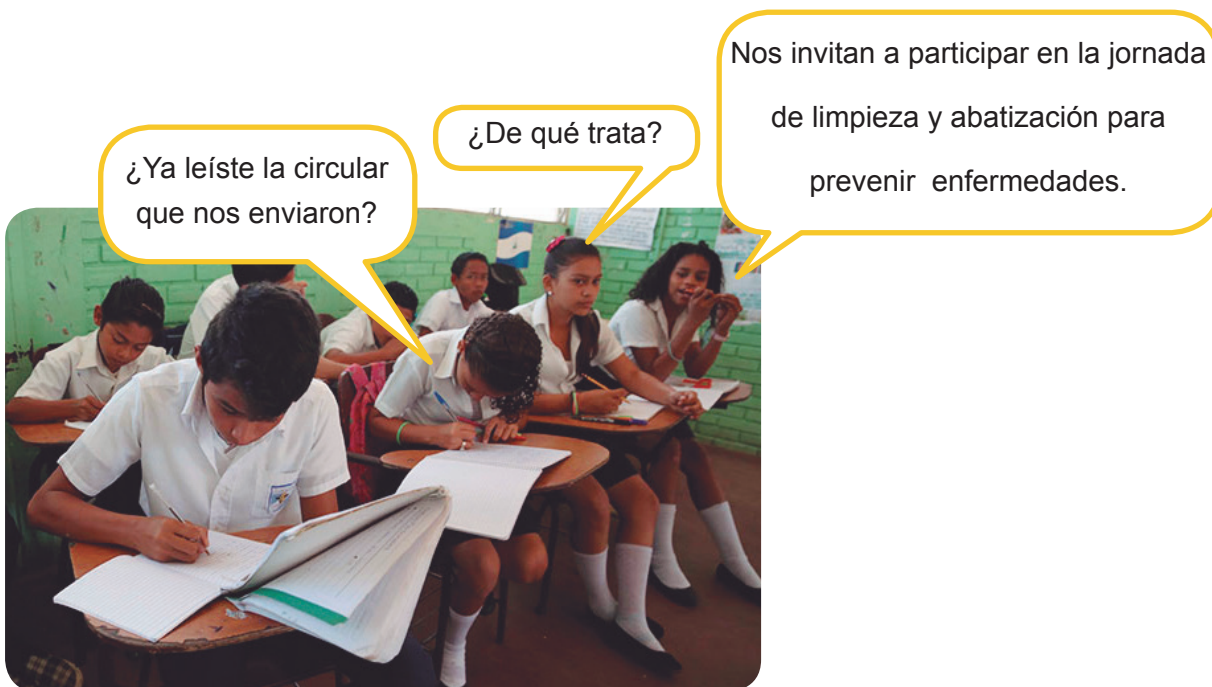 ¿Ya leíste la circular
que nos enviaron?
¿De qué trata?
Nos invitan a participar en la jornada
de limpieza y abatización para
prevenir enfermedades.